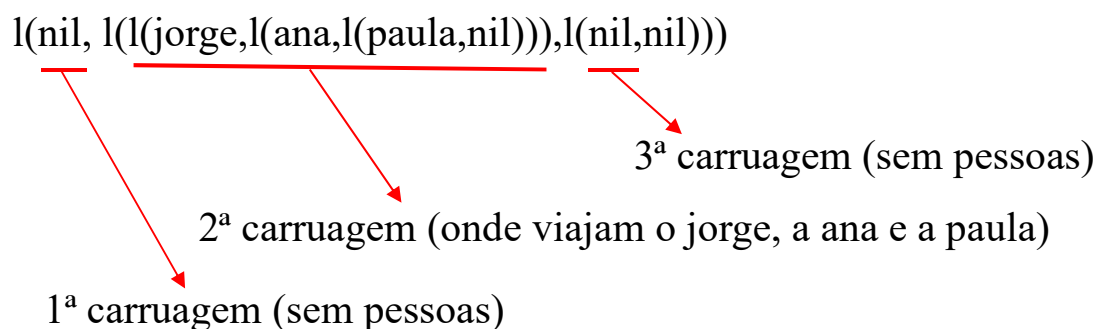 l(nil, l(l(jorge,l(ana,l(paula,nil))),l(nil,nil)))
3ª carruagem (sem pessoas)
2ª carruagem (onde viajam o jorge, a ana e a paula)
1ª carruagem (sem pessoas)